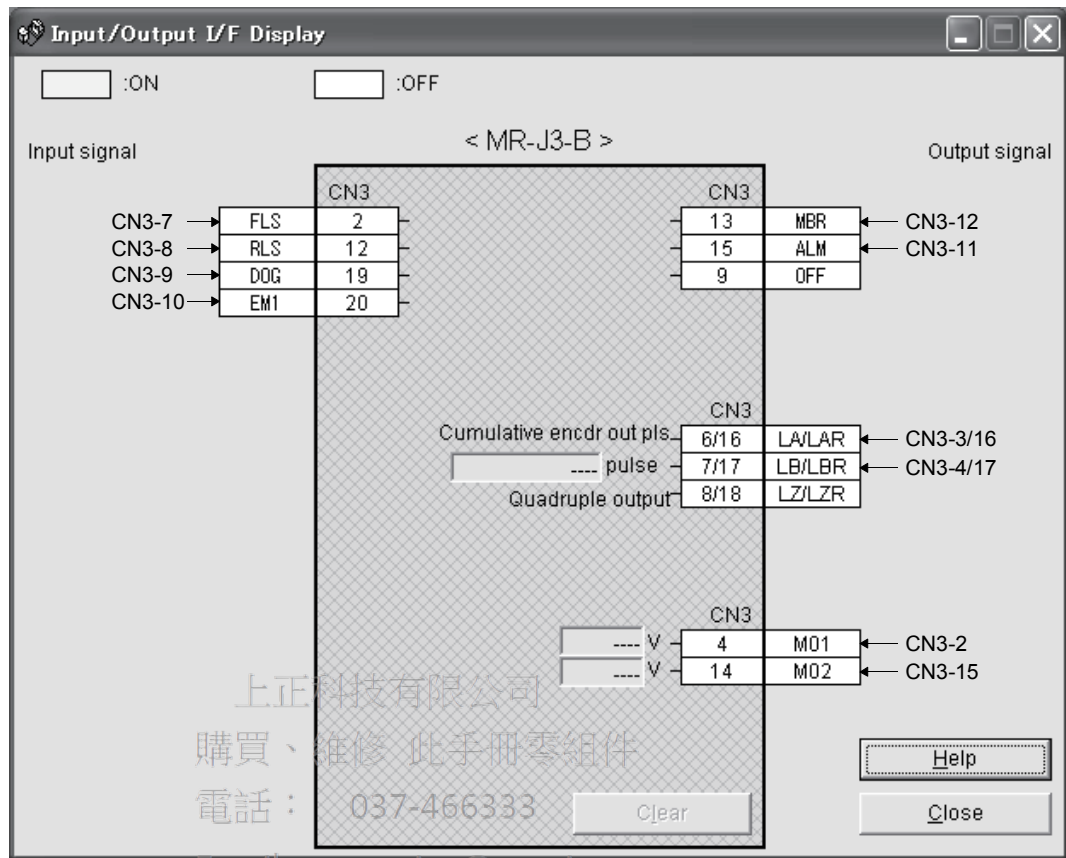 Input/Output I/F Display
:ON :OFF
< MR-J3-B >
Input signal
Output signal
CN3 CN3
CN3-7 FLS 2 13 MBR CN3-12
CN3-8 RLS 12 15 ALM CN3-11
CN3-9 DOG 19 9 OFF
CN3-10 EM1 20
CN3
Cumulative encdr out pls 6/16 LA/LAR CN3-3/16
---- pulse 7/17 LB/LBR CN3-4/17
Quadruple output 8/18 LZ/LZR
CN3
---- V 4 MO1 CN3-2
---- V 14 MO2 CN3-15
上正科技有限公司
購買、維修 此手冊零組件
Help
電話： 037-466333
Clear
Close